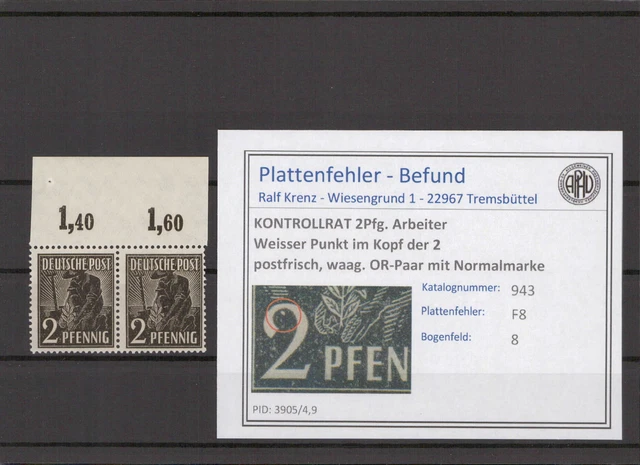 1,40 1,60
DEUTSCHE POST DEUTSCHE POST
2 PFENNIG 2 PFENNIG
Plattenfehler - Befund
Ralf Krenz - Wiesengrund 1 - 22967 Tremsbüttel
APHV
KONTROLLRAT 2Pfg. Arbeiter
Weisser Punkt im Kopf der 2
postfrisch, waag. OR-Paar mit Normalmarke
Katalognummer: 943
Plattenfehler: F8
Bogenfeld: 8
2 PFEN
PID: 3905/4,9